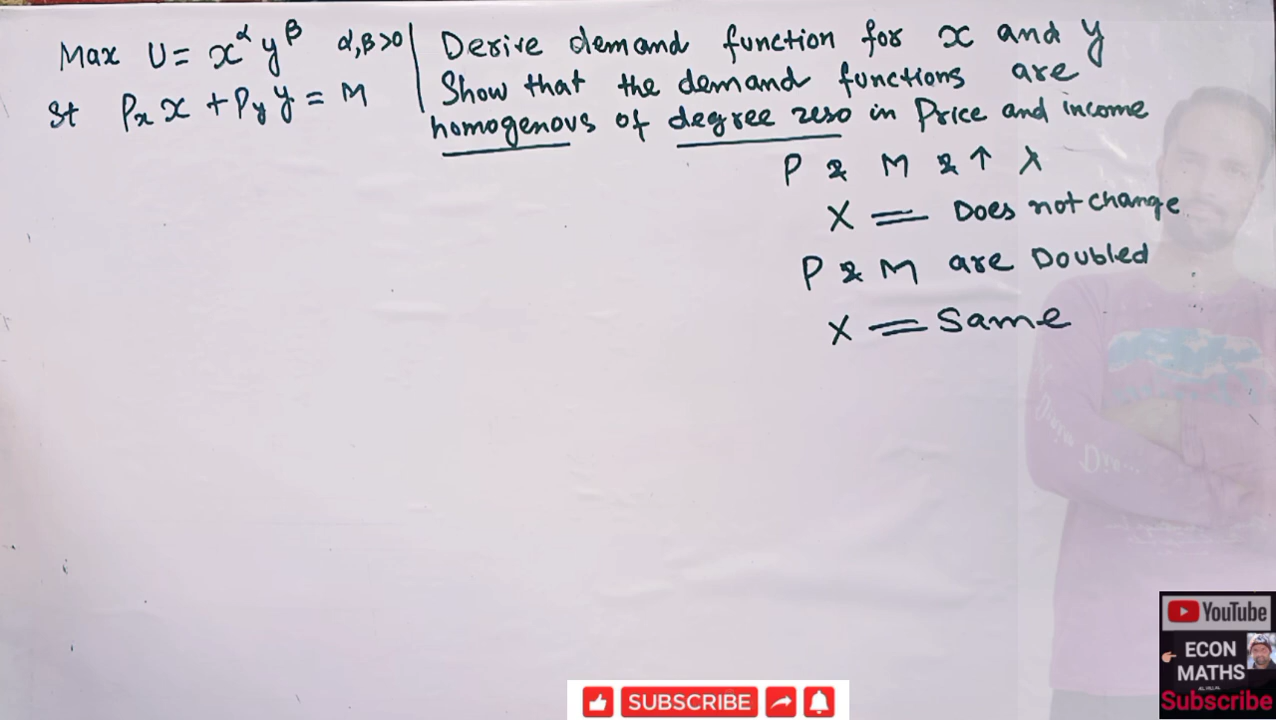 Max U = x^α y^β α,β>0
St Pₓ x + Pᵧ y = M
Derive demand function for x and y
Show that the demand functions are
homogenous of degree zero in Price and income
P & M & ↑ λ
X = Does not change
P & M are Doubled
X = Same
YouTube
ECON
MATHS
Subscribe
SUBSCRIBE